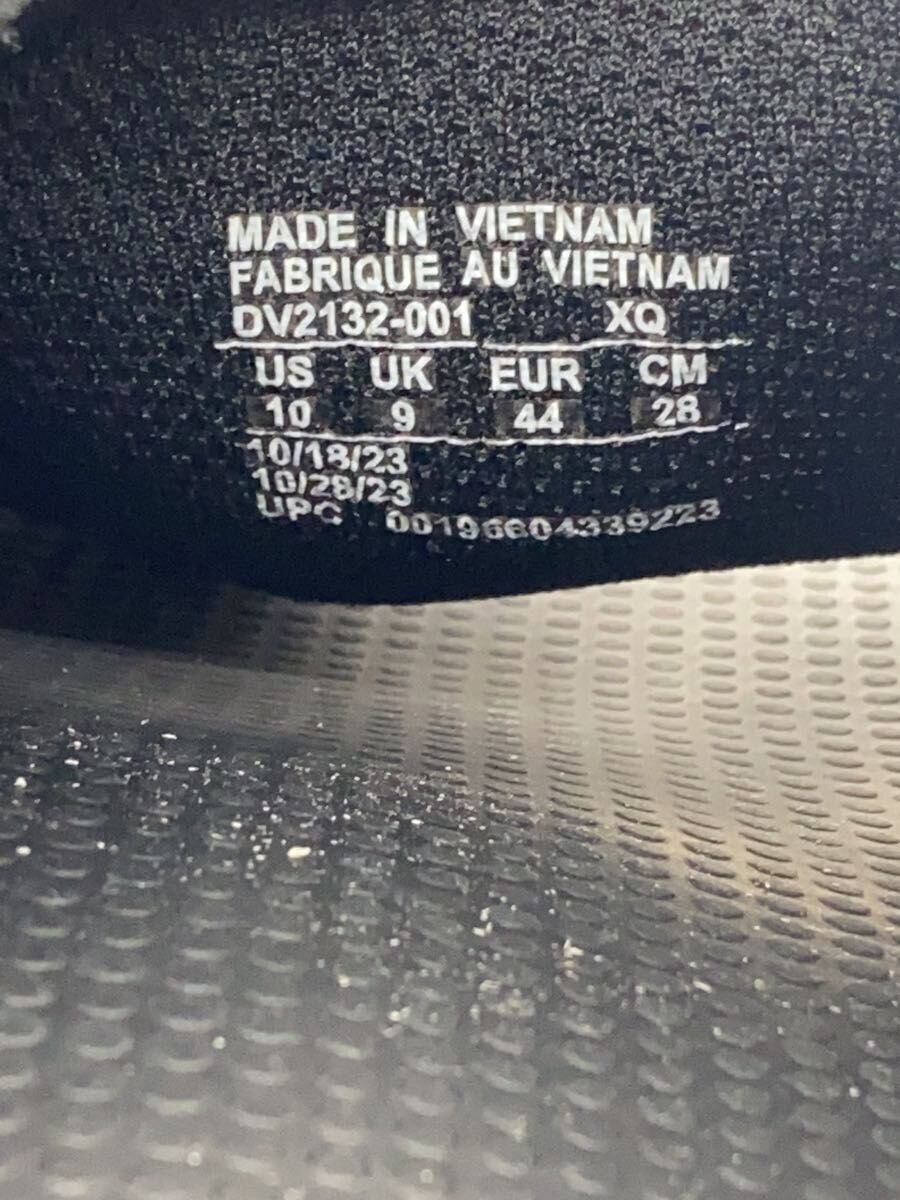 MADE IN VIETNAM
FABRIQUE AU VIETNAM
DV2132-001 XQ
US UK EUR CM
10 9 44 28
10/18/23
10/28/23
UPC 00196604339223